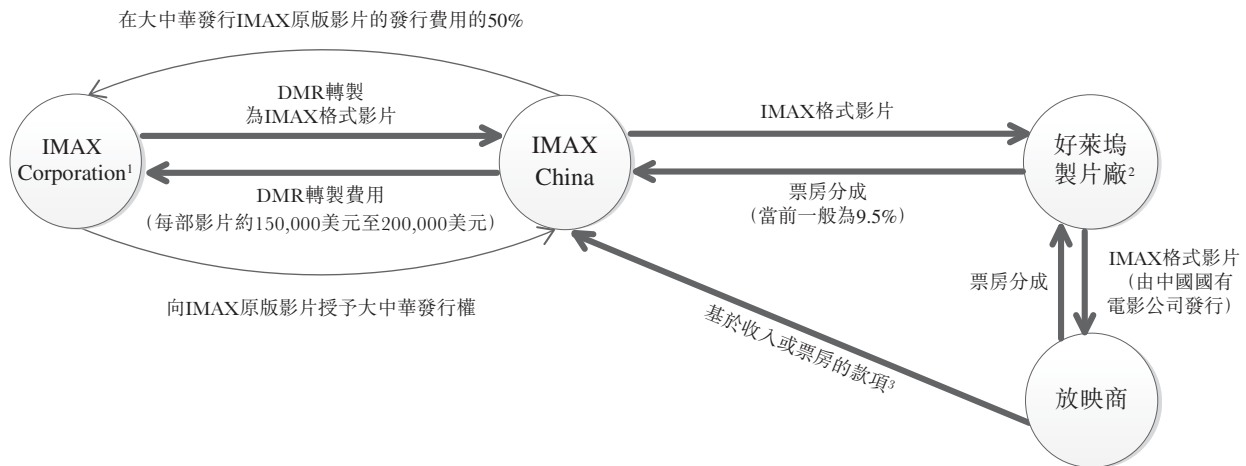 在大中華發行IMAX原版影片的發行費用的50%
DMR轉製
為IMAX格式影片
IMAX
Corporation¹
IMAX
China
DMR轉製費用
（每部影片約150,000美元至200,000美元）
向IMAX原版影片授予大中華發行權
IMAX格式影片
好萊塢
製片廠²
票房分成
（當前一般為9.5%）
票房分成
IMAX格式影片
（由中國國有
電影公司發行）
基於收入或票房的款項³
放映商